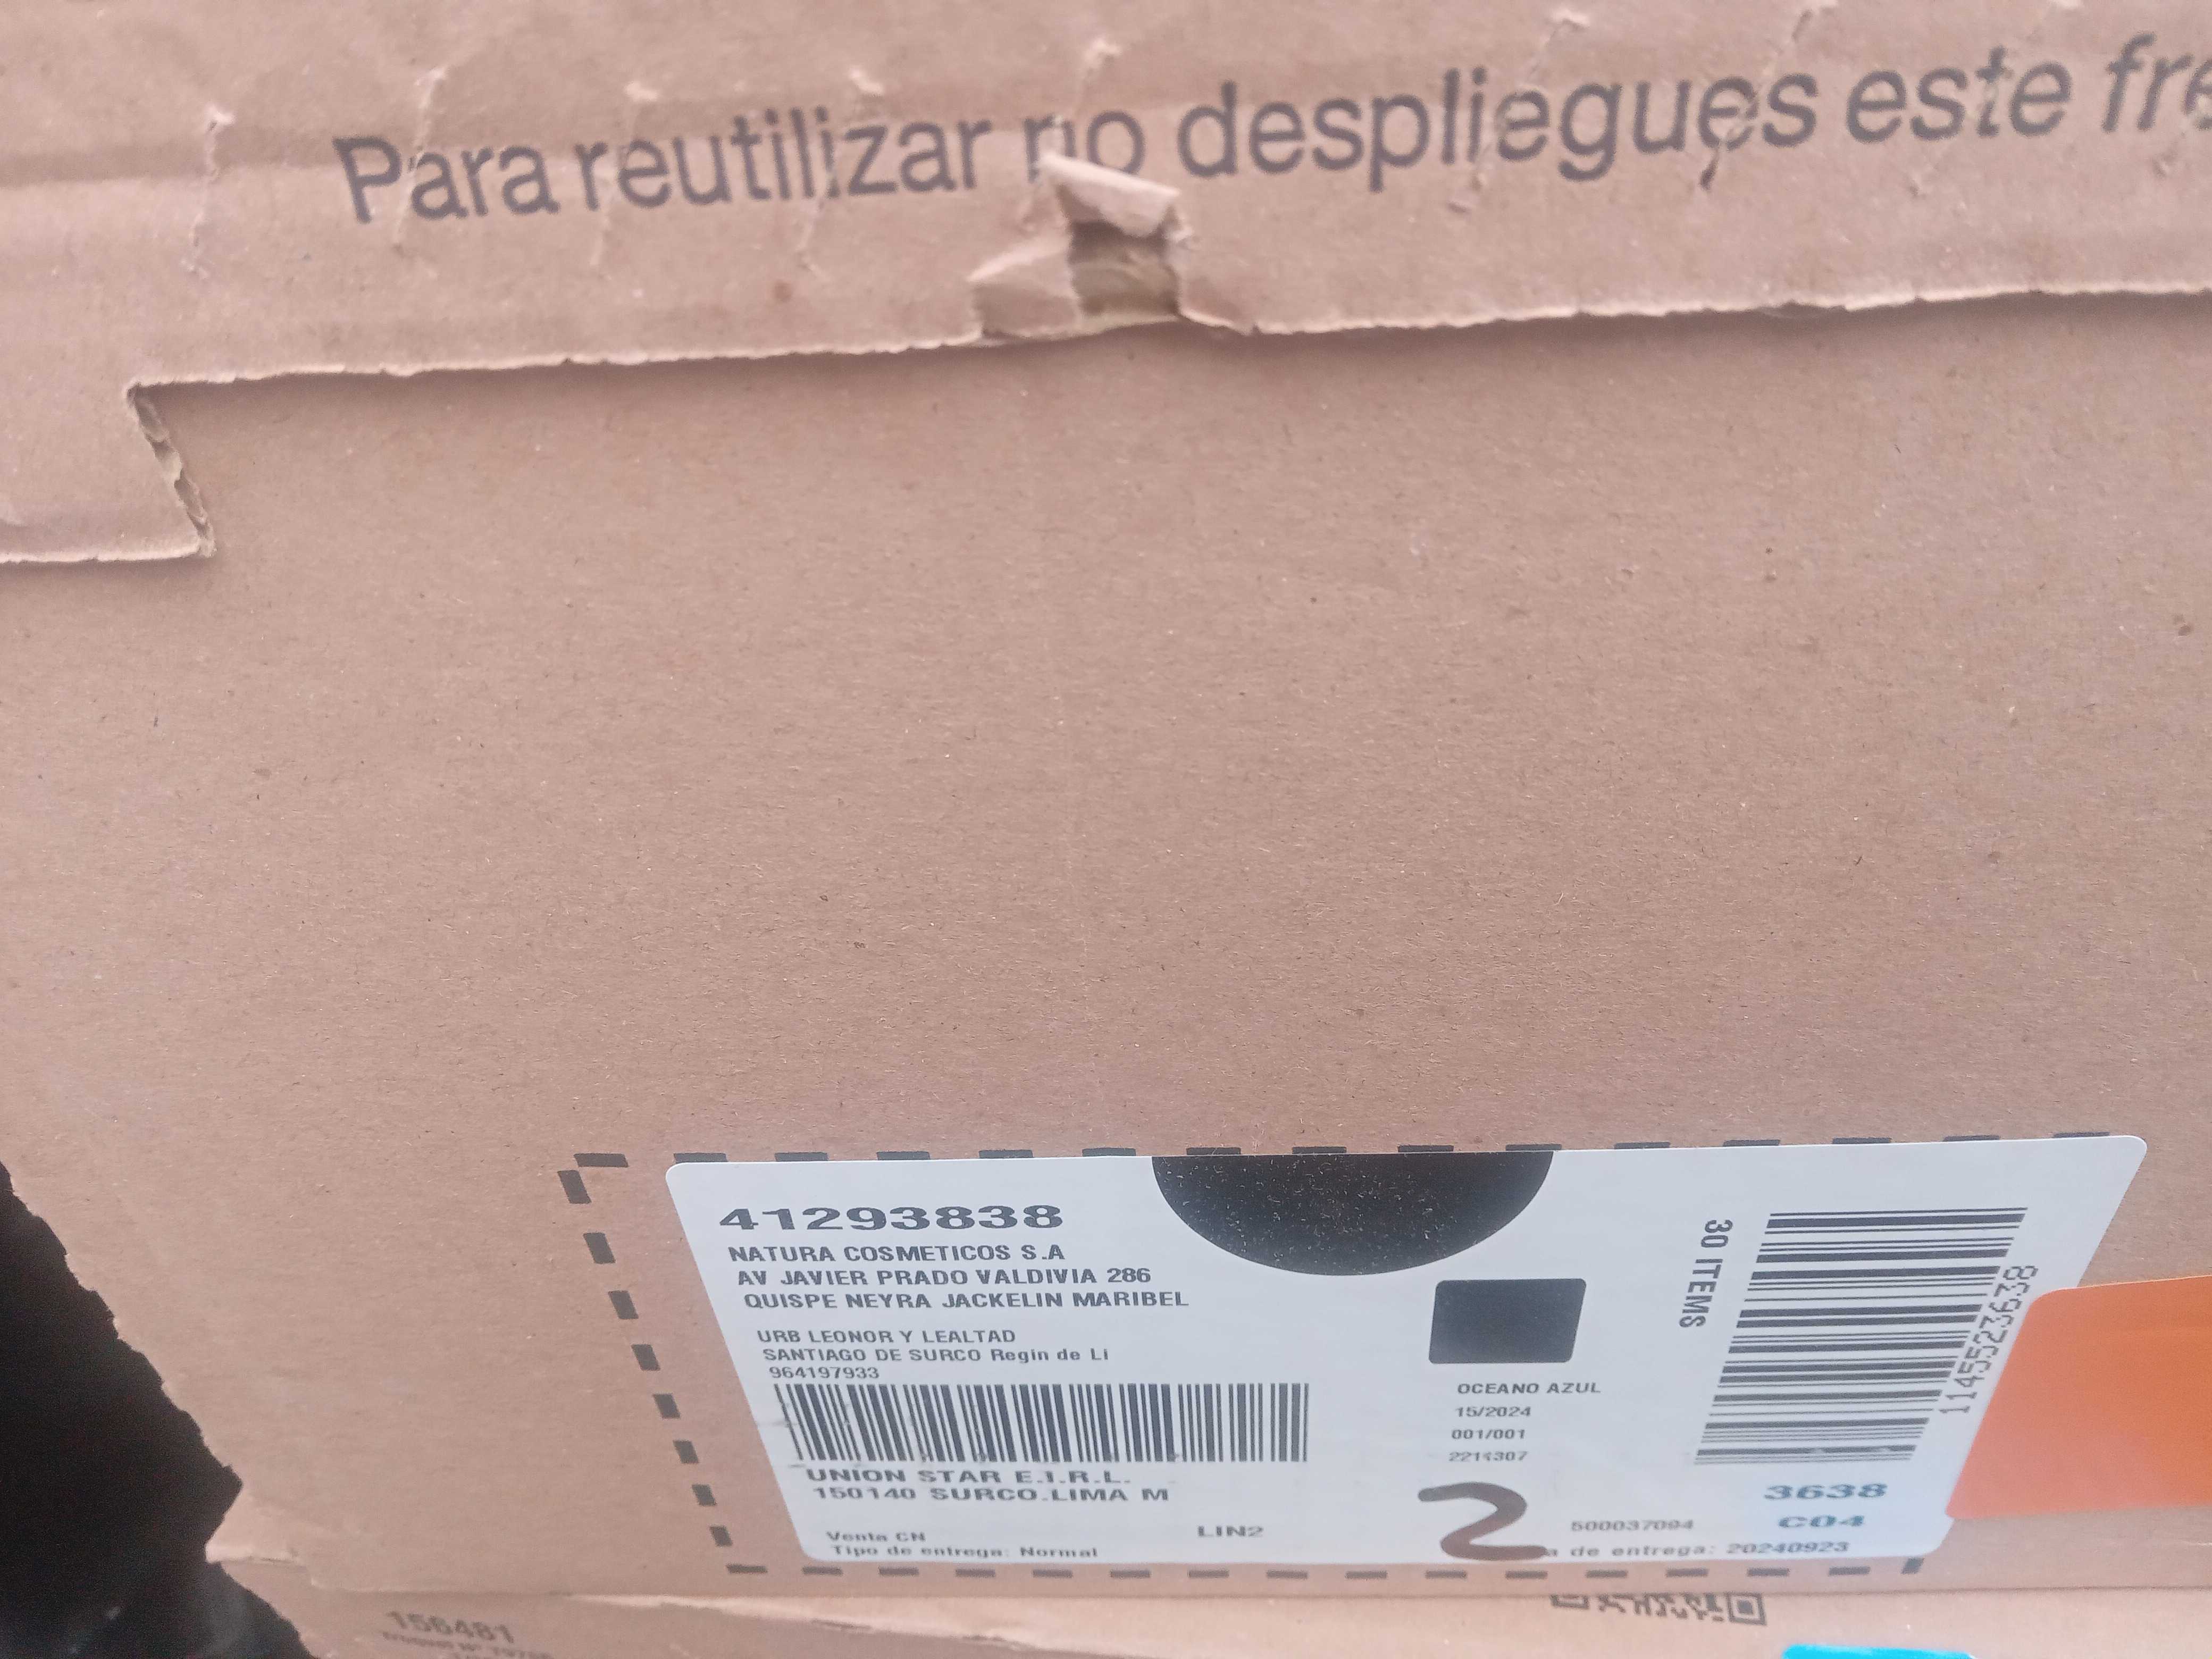 Para reutilizar no despliegues este fre
41293838
NATURA COSMETICOS S.A
AV JAVIER PRADO VALDIVIA 286
QUISPE NEYRA JACKELIN MARIBEL
URB LEONOR Y LEALTAD
SANTIAGO DE SURCO Regin de Li
964197933
UNION STAR E.I.R.L.
150140 SURCO.LIMA M
Venta CN
LIN2
Tipo de entrega: Normal
OCEANO AZUL
15/2024
001/001
2
500037094
a de entrega: 20240923
30 ITEMS
114552363​8
3638
C04
156481